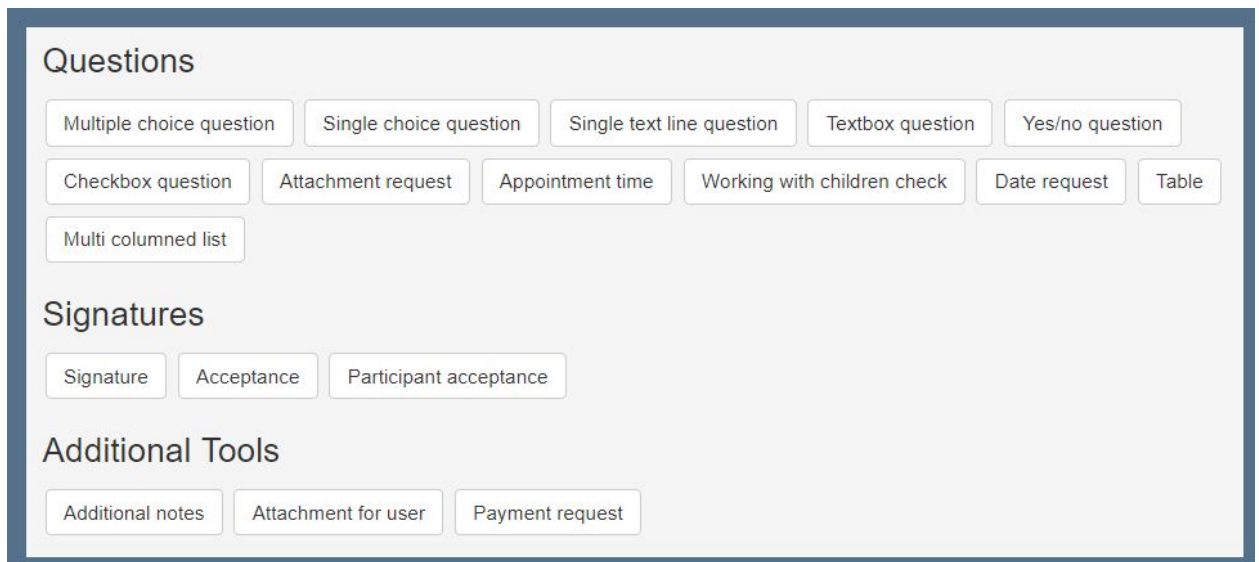 Questions
Multiple choice question Single choice question Single text line question Textbox question Yes/no question
Checkbox question Attachment request Appointment time Working with children check Date request Table
Multi columned list
Signatures
Signature Acceptance Participant acceptance
Additional Tools
Additional notes Attachment for user Payment request